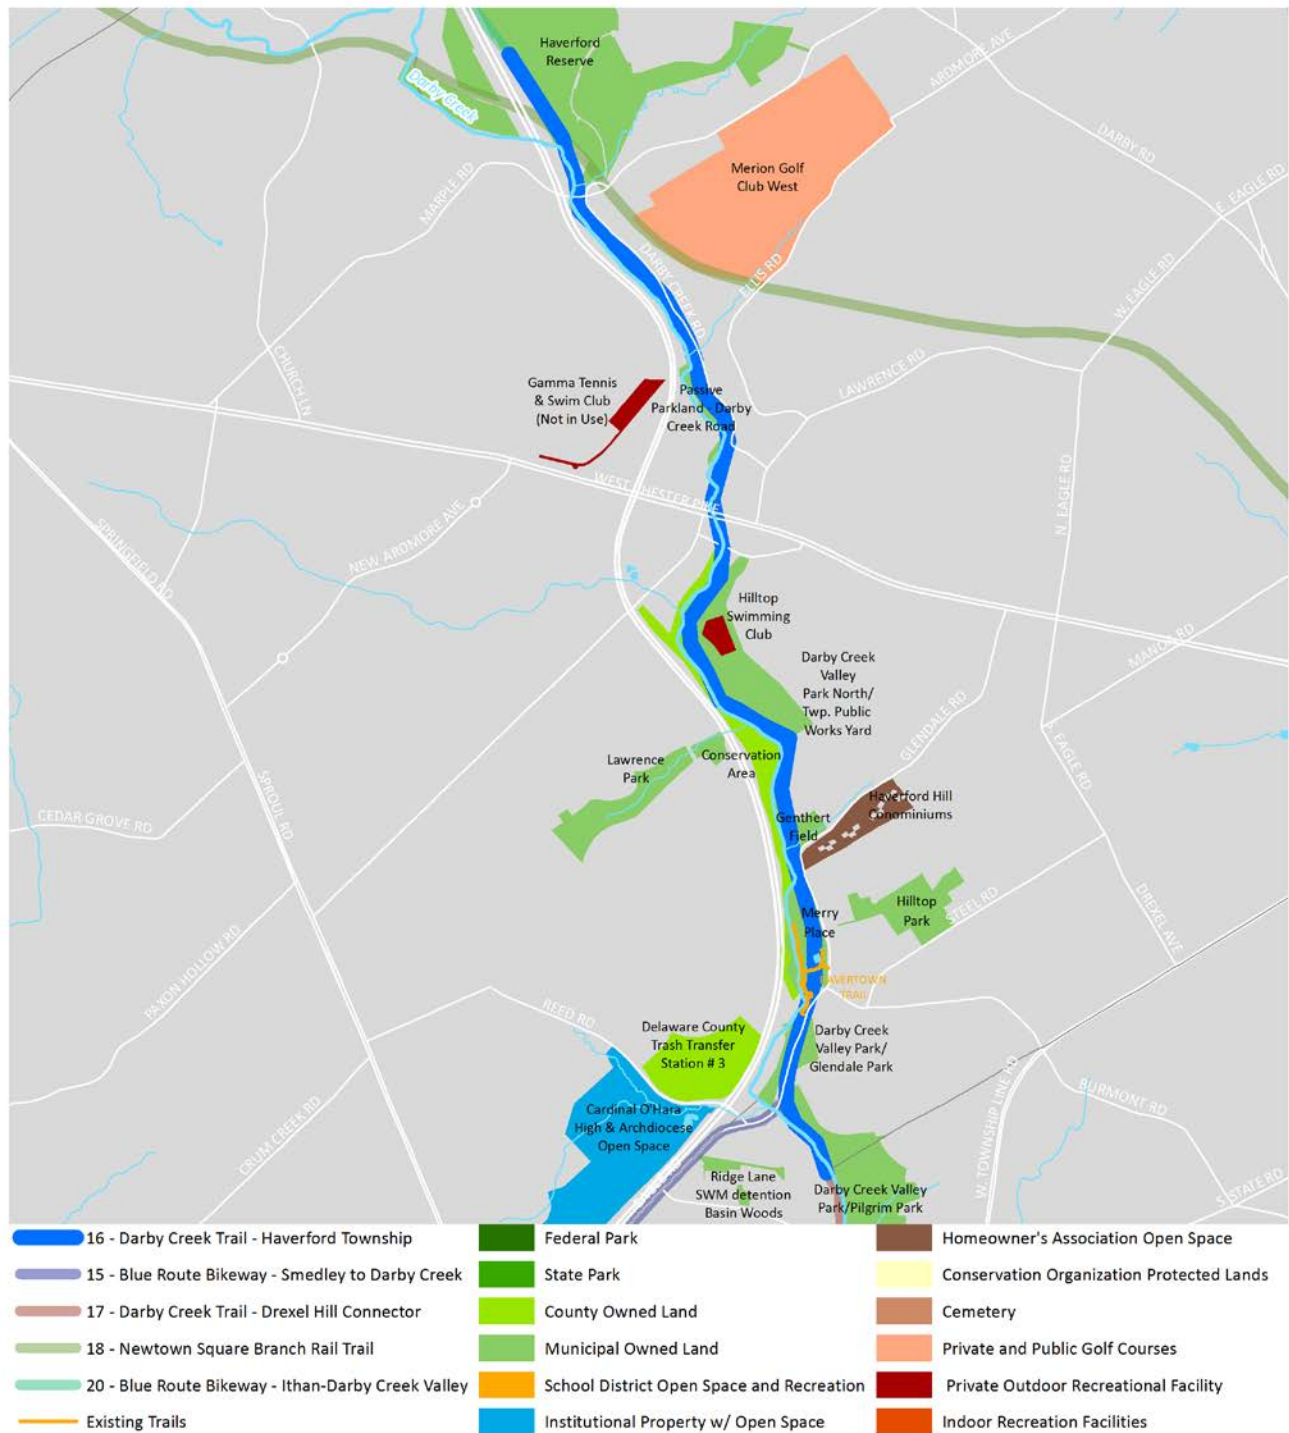 Haverford
Reserve
ARDMORE AVE
Darby Creek
DARBY RD
MARPLE RD
Merion Golf
Club West
E. EAGLE RD
DARBY CREEK RD
ELLIS RD
W. EAGLE RD
CHURCH LN
LAWRENCE RD
Gamma Tennis
& Swim Club
(Not in Use)
Passive
Parkland - Darby
Creek Road
WEST CHESTER PIKE
N EAGLE RD
SPRINGFIELD RD
NEW ARDMORE AVE
Hilltop
Swimming
Club
MANOA RD
Darby Creek
Valley
Park North/
Twp. Public
Works Yard
GLENDALE RD
S. EAGLE RD
Lawrence
Park
Conservation
Area
SPROUL RD
CEDAR GROVE RD
Haverford Hill
Conominiums
Genthert
Field
DREXEL AVE
Hilltop
Park
STEEL RD
Merry
Place
PAXON HOLLOW RD
TRAIL
REED RD
Delaware County
Trash Transfer
Station # 3
Darby Creek
Valley Park/
Glendale Park
W. TOWNSHIP LINE RD
BURMONT RD
CRUM CREEK RD
Cardinal O'Hara
High & Archdiocese
Open Space
Ridge Lane
SWM detention
Basin Woods
Darby Creek Valley
Park/Pilgrim Park
S. STATE RD
16 - Darby Creek Trail - Haverford Township
15 - Blue Route Bikeway - Smedley to Darby Creek
17 - Darby Creek Trail - Drexel Hill Connector
18 - Newtown Square Branch Rail Trail
20 - Blue Route Bikeway - Ithan-Darby Creek Valley
Existing Trails
Federal Park
State Park
County Owned Land
Municipal Owned Land
School District Open Space and Recreation
Institutional Property w/ Open Space
Homeowner's Association Open Space
Conservation Organization Protected Lands
Cemetery
Private and Public Golf Courses
Private Outdoor Recreational Facility
Indoor Recreation Facilities